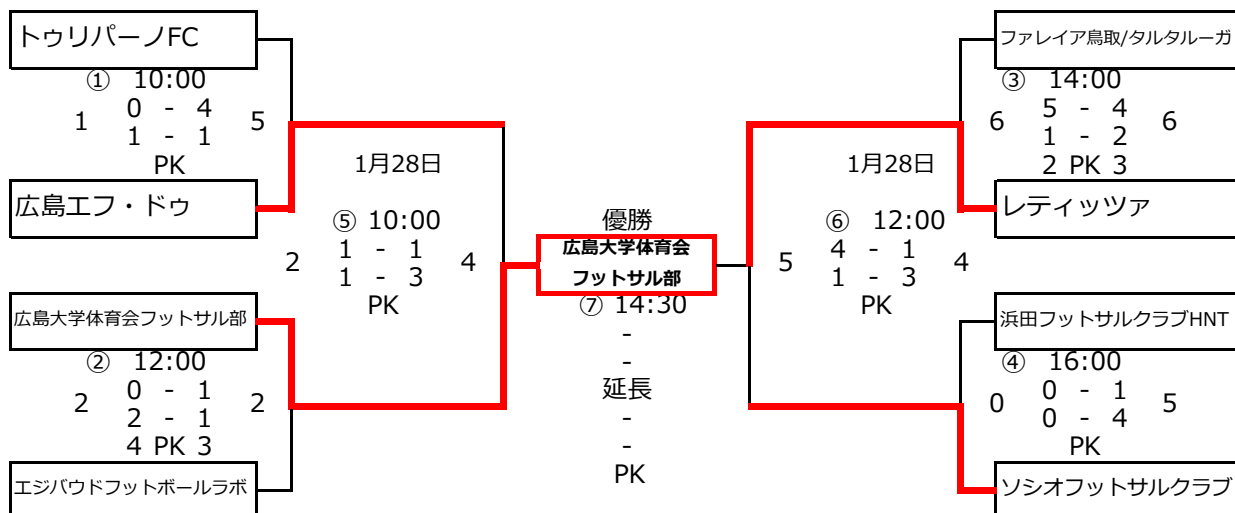 トゥリパーノFC
① 10:00
0 - 4
1 5
1 - 1
PK
広島エフ・ドゥ
広島大学体育会フットサル部
② 12:00
0 - 1
2 2
2 - 1
4 PK 3
エジバウドフットボールラボ
1月28日
⑤ 10:00
1 - 1
2 4
1 - 3
PK
優勝
広島大学体育会
フットサル部
⑦ 14:30
-
-
延長
-
-
PK
1月28日
⑥ 12:00
4 - 1
5 4
1 - 3
PK
ファレイア鳥取/タルタルーガ
③ 14:00
5 - 4
6 6
1 - 2
2 PK 3
レティッツァ
浜田フットサルクラブHNT
④ 16:00
0 - 1
0 5
0 - 4
PK
ソシオフットサルクラブ